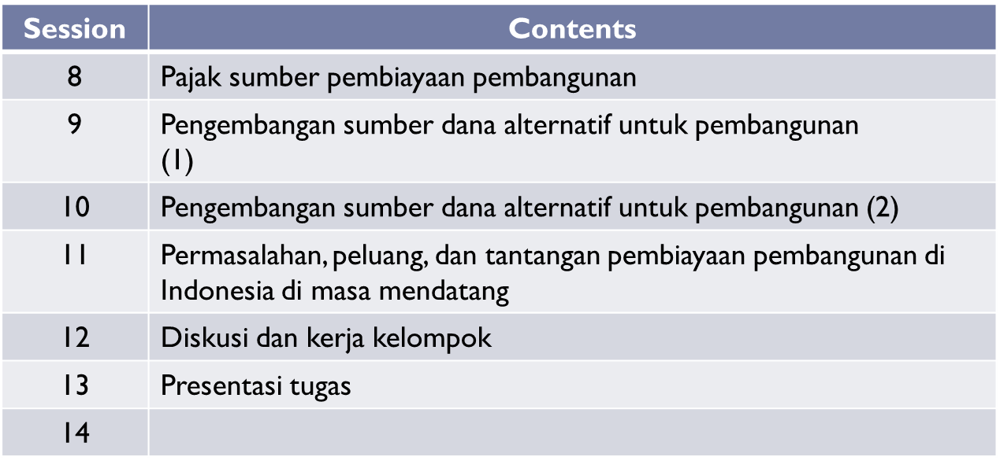 Session Contents
8 Pajak sumber pembiayaan pembangunan
9 Pengembangan sumber dana alternatif untuk pembangunan
(1)
10 Pengembangan sumber dana alternatif untuk pembangunan (2)
11 Permasalahan, peluang, dan tantangan pembiayaan pembangunan di
Indonesia di masa mendatang
12 Diskusi dan kerja kelompok
13 Presentasi tugas
14